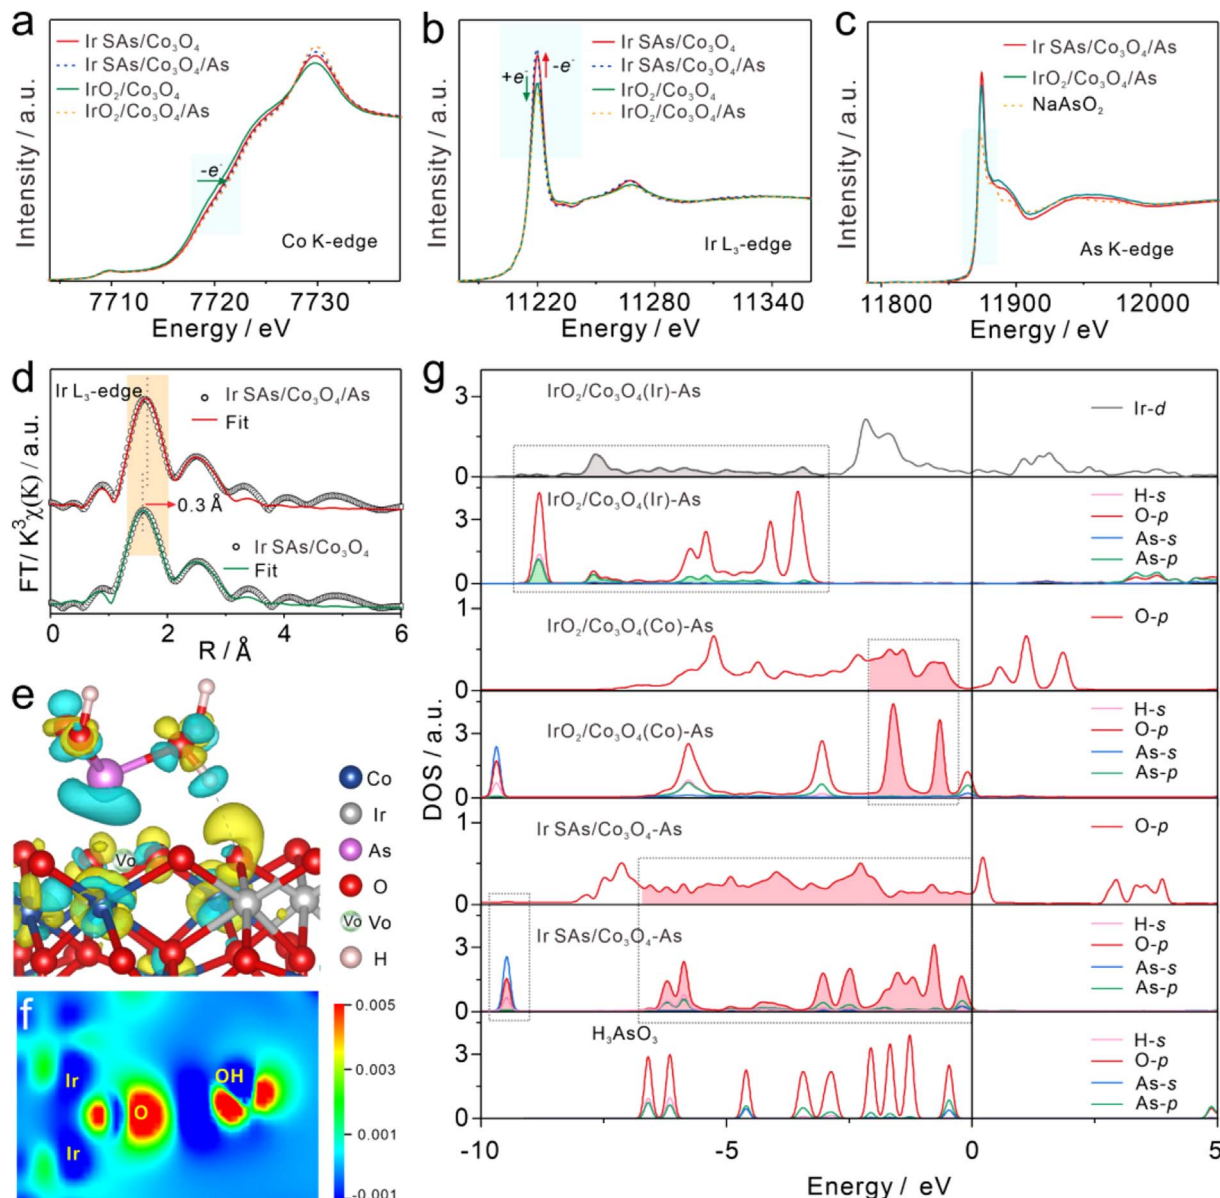 a
Intensity / a.u.
Ir SAs/Co₃O₄
Ir SAs/Co₃O₄/As
IrO₂/Co₃O₄
IrO₂/Co₃O₄/As
-e⁻
Co K-edge
7710 7720 7730
Energy / eV
b
Intensity / a.u.
Ir SAs/Co₃O₄
Ir SAs/Co₃O₄/As
IrO₂/Co₃O₄
IrO₂/Co₃O₄/As
+e⁻ -e⁻
Ir L₃-edge
11220 11280 11340
Energy / eV
c
Intensity / a.u.
Ir SAs/Co₃O₄/As
IrO₂/Co₃O₄/As
NaAsO₂
As K-edge
11800 11900 12000
Energy / eV
d
FT/ K³χ(K) / a.u.
Ir L₃-edge
Ir SAs/Co₃O₄/As
Fit
0.3 Å
Ir SAs/Co₃O₄
Fit
0 2 4 6
R / Å
e
Vo
Co
Ir
As
O
Vo Vo
H
f
Ir
O
OH
Ir
0.005
0.003
0.001
-0.001
g
DOS / a.u.
3
0
IrO₂/Co₃O₄(Ir)-As
Ir-d
3
0
IrO₂/Co₃O₄(Ir)-As
H-s
O-p
As-s
As-p
1
0
IrO₂/Co₃O₄(Co)-As
O-p
3
0
IrO₂/Co₃O₄(Co)-As
H-s
O-p
As-s
As-p
1
0
Ir SAs/Co₃O₄-As
O-p
3
0
Ir SAs/Co₃O₄-As
H-s
O-p
As-s
As-p
3
0
H₃AsO₃
H-s
O-p
As-s
As-p
-10 -5 0 5
Energy / eV